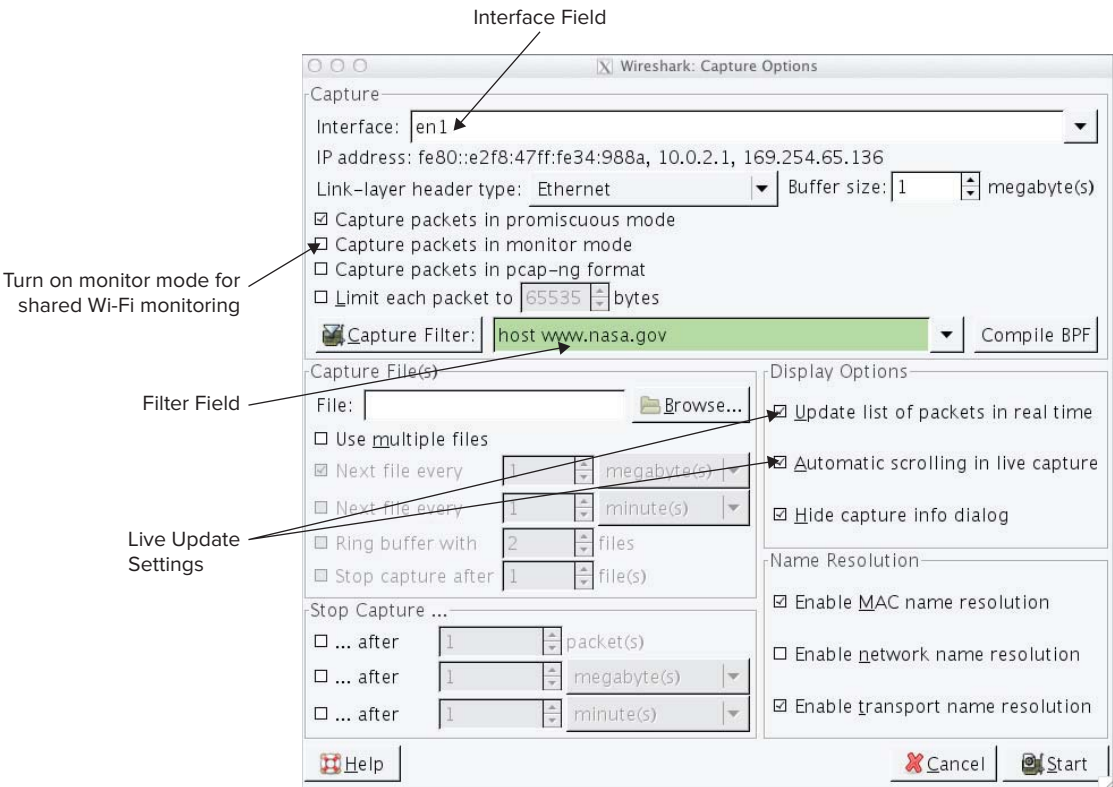 Interface Field
Wireshark: Capture Options
Capture
Interface: en1
IP address: fe80::e2f8:47ff:fe34:988a, 10.0.2.1, 169.254.65.136
Link-layer header type: Ethernet Buffer size: 1 megabyte(s)
Capture packets in promiscuous mode
Capture packets in monitor mode
Turn on monitor mode for
shared Wi-Fi monitoring
Capture packets in pcap-ng format
Limit each packet to 65535 bytes
Capture Filter: host www.nasa.gov Compile BPF
Filter Field
Capture File(s)
File: Browse...
Use multiple files
Next file every 1 megabyte(s)
Next file every 1 minute(s)
Ring buffer with 2 files
Stop capture after 1 file(s)
Live Update
Settings
Display Options
Update list of packets in real time
Automatic scrolling in live capture
Hide capture info dialog
Stop Capture ...
... after 1 packet(s)
... after 1 megabyte(s)
... after 1 minute(s)
Name Resolution
Enable MAC name resolution
Enable network name resolution
Enable transport name resolution
Help Cancel Start